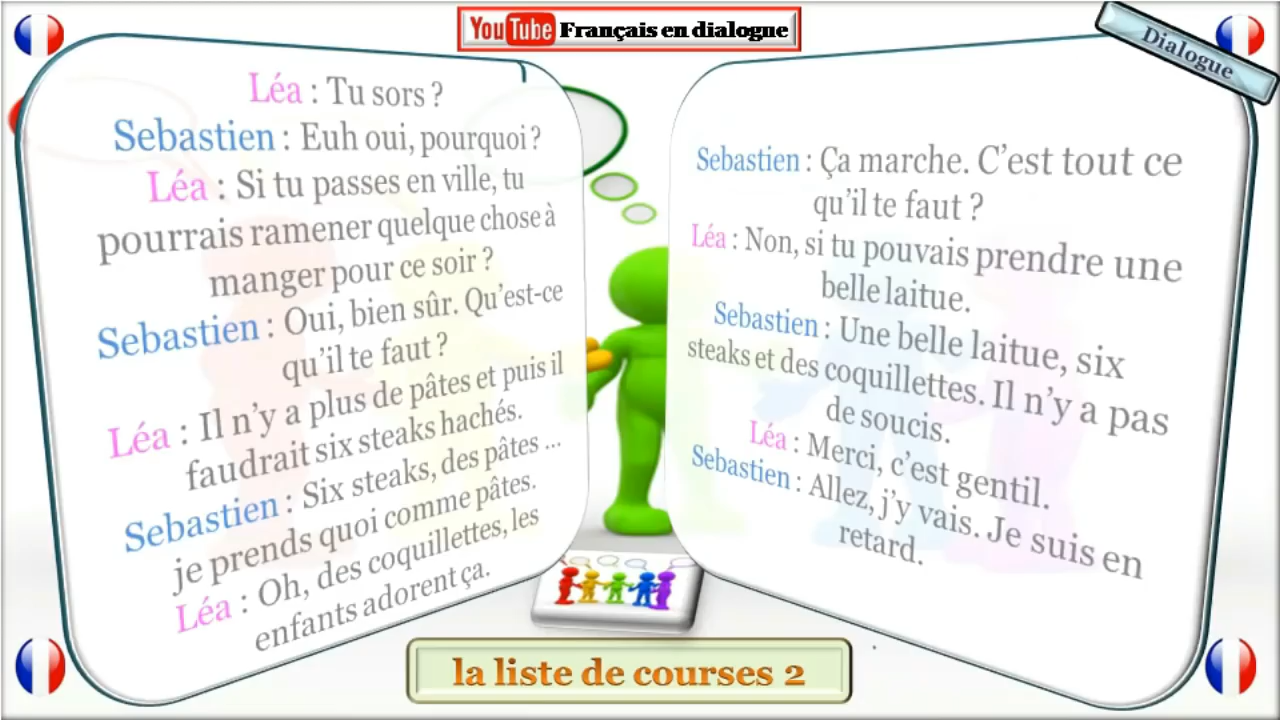 YouTube Français en dialogue
Dialogue
Léa : Tu sors ?
Sebastien : Euh oui, pourquoi ?
Léa : Si tu passes en ville, tu
pourrais ramener quelque chose à
manger pour ce soir ?
Sebastien : Oui, bien sûr. Qu'est-ce
qu'il te faut ?
Léa : Il n'y a plus de pâtes et puis il
faudrait six steaks hachés.
Sebastien : Six steaks, des pâtes ...
je prends quoi comme pâtes.
Léa : Oh, des coquillettes, les
enfants adorent ça.
Sebastien : Ça marche. C'est tout ce
qu'il te faut ?
Léa : Non, si tu pouvais prendre une
belle laitue.
Sebastien : Une belle laitue, six
steaks et des coquillettes. Il n'y a pas
de soucis.
Léa : Merci, c'est gentil.
Sebastien : Allez, j'y vais. Je suis en
retard.
la liste de courses 2